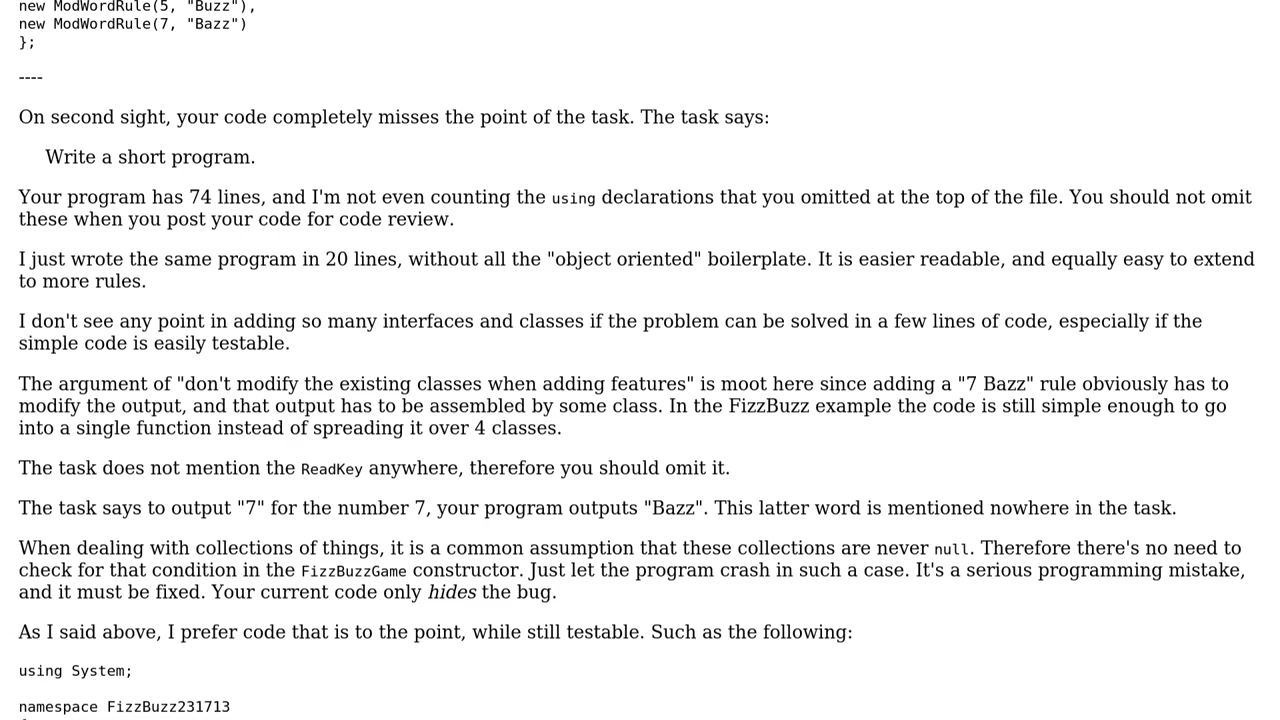 new ModWordRule(5, "Buzz"),
new ModWordRule(7, "Bazz")
};
----
On second sight, your code completely misses the point of the task. The task says:
Write a short program.
Your program has 74 lines, and I'm not even counting the using declarations that you omitted at the top of the file. You should not omit
these when you post your code for code review.
I just wrote the same program in 20 lines, without all the "object oriented" boilerplate. It is easier readable, and equally easy to extend
to more rules.
I don't see any point in adding so many interfaces and classes if the problem can be solved in a few lines of code, especially if the
simple code is easily testable.
The argument of "don't modify the existing classes when adding features" is moot here since adding a "7 Bazz" rule obviously has to
modify the output, and that output has to be assembled by some class. In the FizzBuzz example the code is still simple enough to go
into a single function instead of spreading it over 4 classes.
The task does not mention the ReadKey anywhere, therefore you should omit it.
The task says to output "7" for the number 7, your program outputs "Bazz". This latter word is mentioned nowhere in the task.
When dealing with collections of things, it is a common assumption that these collections are never null. Therefore there's no need to
check for that condition in the FizzBuzzGame constructor. Just let the program crash in such a case. It's a serious programming mistake,
and it must be fixed. Your current code only hides the bug.
As I said above, I prefer code that is to the point, while still testable. Such as the following:
using System;
namespace FizzBuzz231713